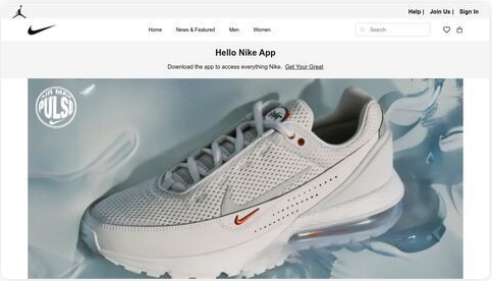 Help | Join Us | Sign In
Home News & Featured Men Women Search
Hello Nike App
Download the app to access everything Nike. Get Your Great
AIR MAX
PULSE